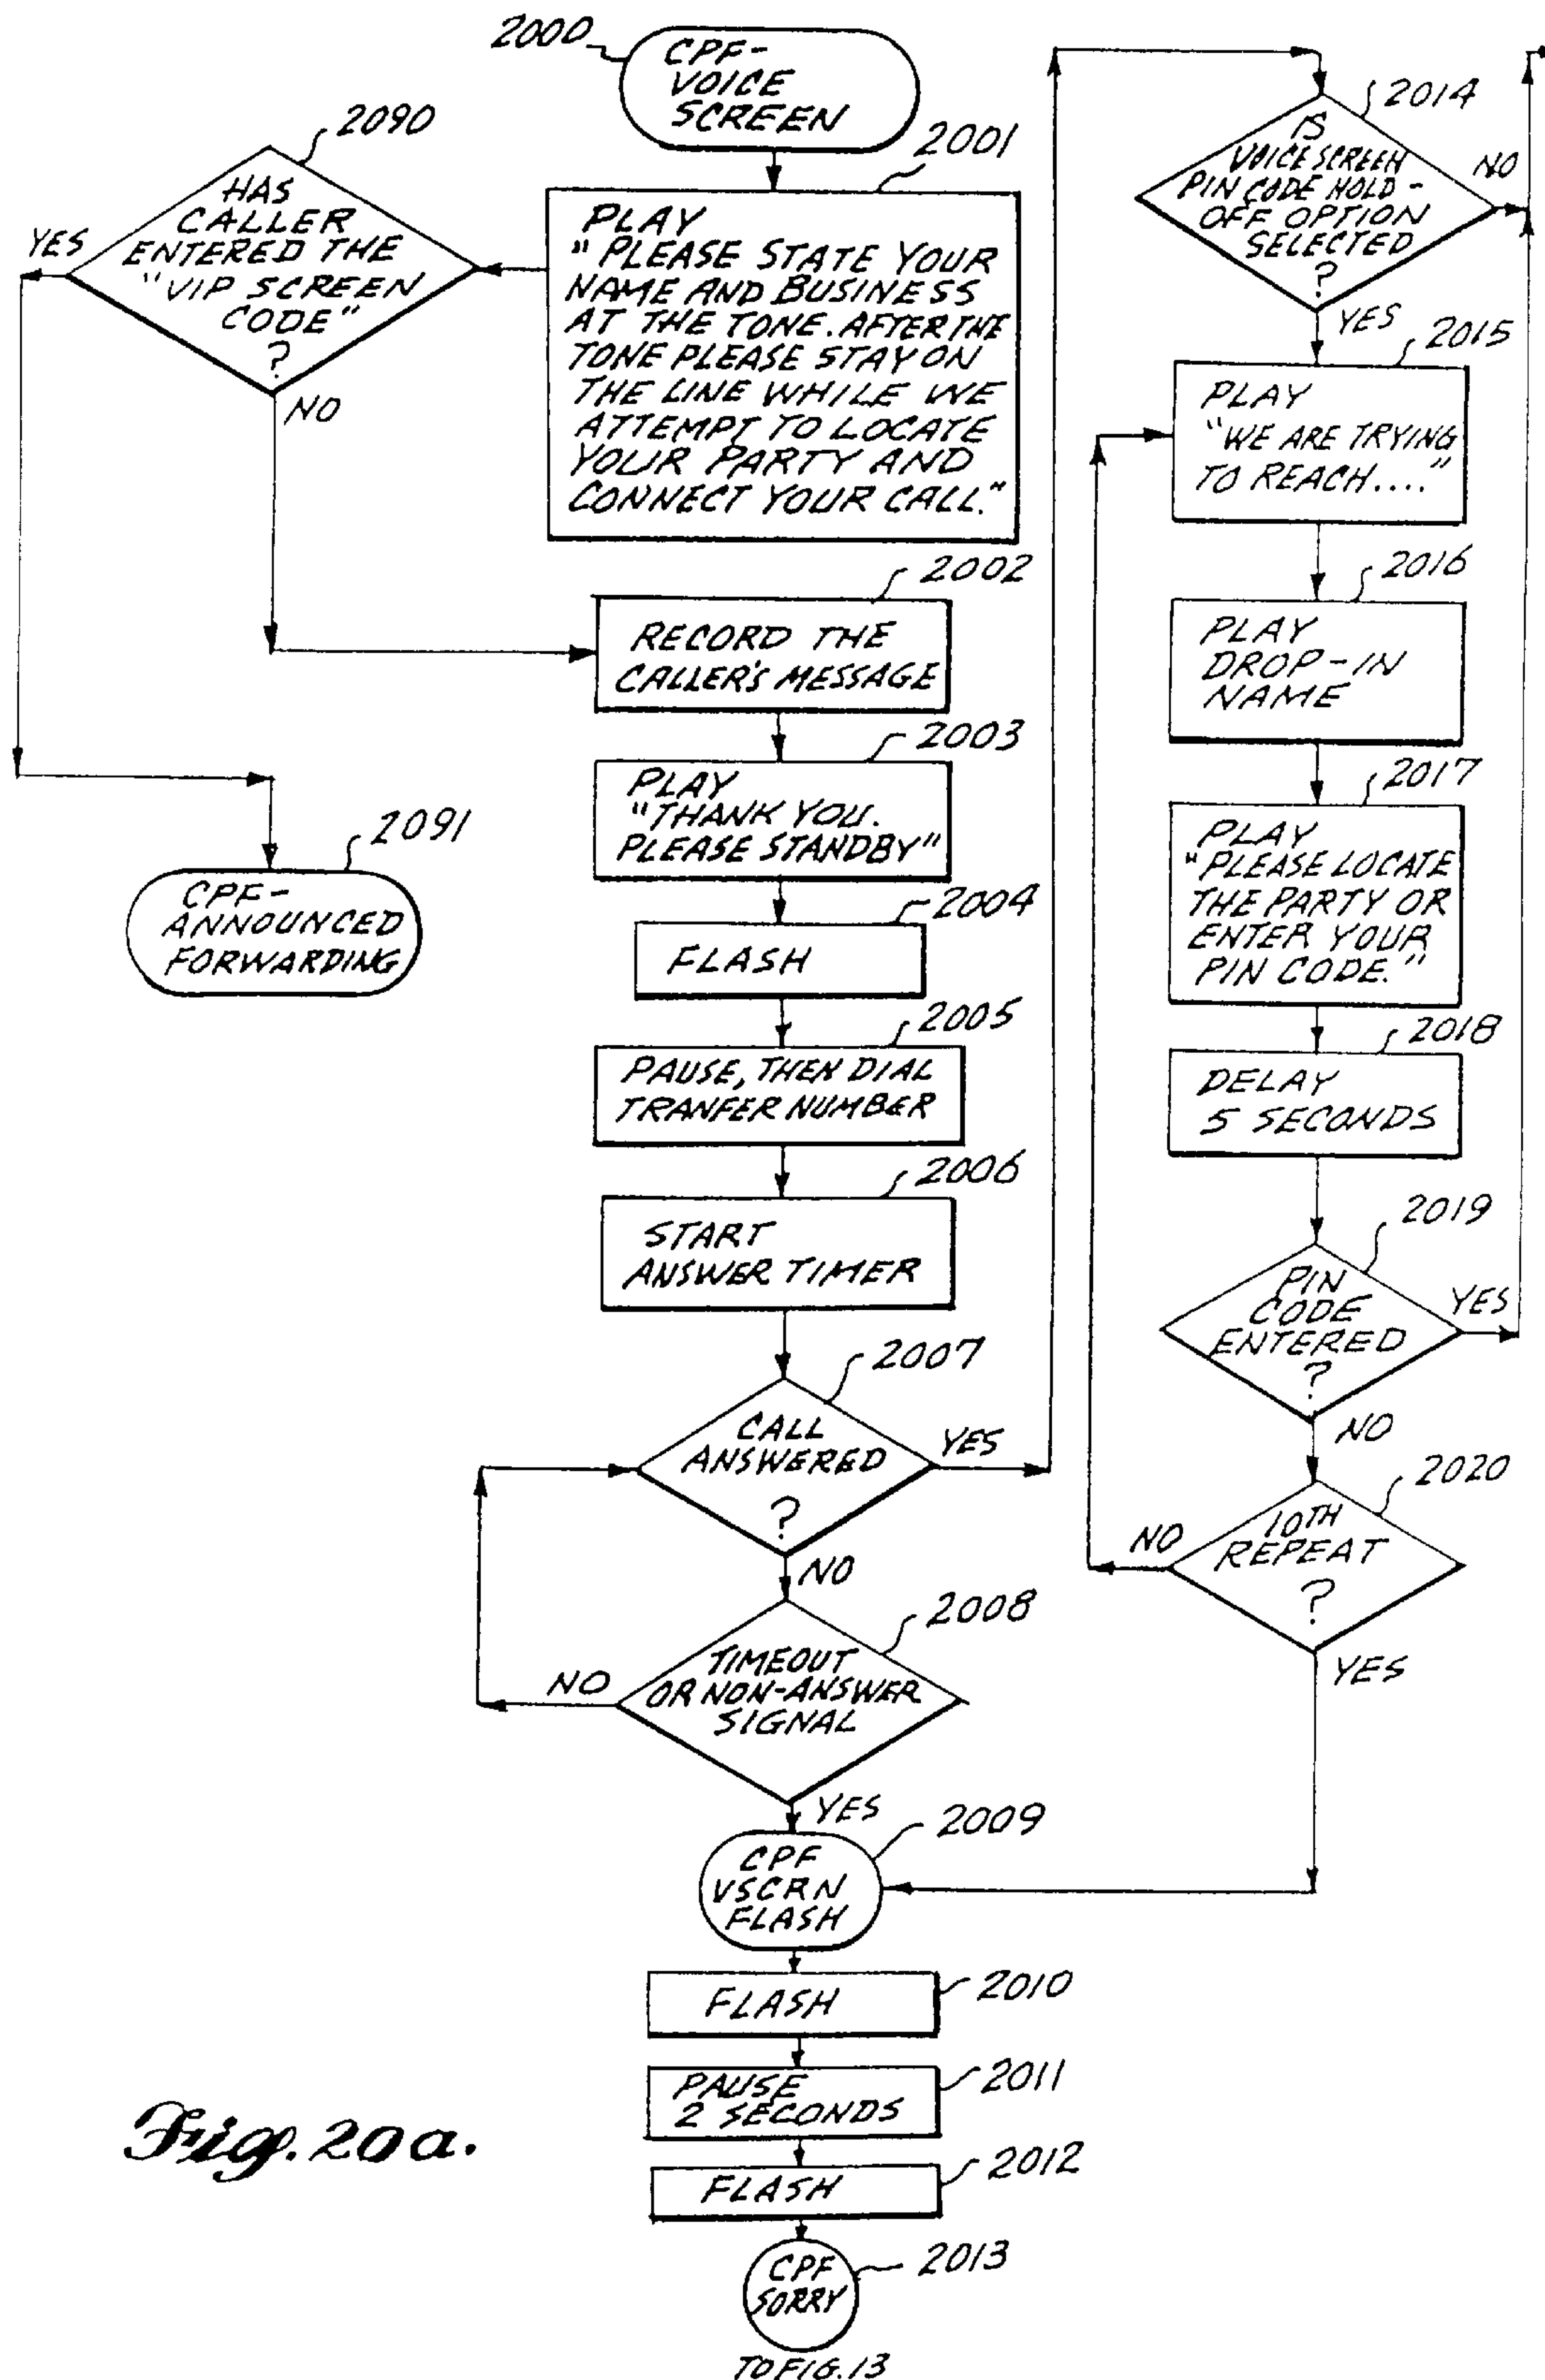 2000
CPF-
VOICE
SCREEN
2090
HAS
CALLER
ENTERED THE
"VIP SCREEN
CODE"
?
YES
NO
2001
PLAY
"PLEASE STATE YOUR
NAME AND BUSINESS
AT THE TONE. AFTER THE
TONE PLEASE STAY ON
THE LINE WHILE WE
ATTEMPT TO LOCATE
YOUR PARTY AND
CONNECT YOUR CALL."
2091
CPF-
ANNOUNCED
FORWARDING
2002
RECORD THE
CALLER'S MESSAGE
2003
PLAY
"THANK YOU.
PLEASE STANDBY"
2004
FLASH
2005
PAUSE, THEN DIAL
TRANFER NUMBER
2006
START
ANSWER TIMER
2007
CALL
ANSWERED
?
YES
NO
2008
TIMEOUT
OR NON-ANSWER
SIGNAL
NO
YES
2009
CPF
VSCRN
FLASH
2010
FLASH
2011
PAUSE
2 SECONDS
2012
FLASH
2013
CPF
SORRY
TO FIG. 13
2014
IS
VOICE SCREEN
PIN CODE HOLD-
OFF OPTION
SELECTED
?
NO
YES
2015
PLAY
"WE ARE TRYING
TO REACH...."
2016
PLAY
DROP-IN
NAME
2017
PLAY
"PLEASE LOCATE
THE PARTY OR
ENTER YOUR
PIN CODE."
2018
DELAY
5 SECONDS
2019
PIN
CODE
ENTERED
?
YES
NO
2020
10TH
REPEAT
?
NO
YES
Fig. 20a.